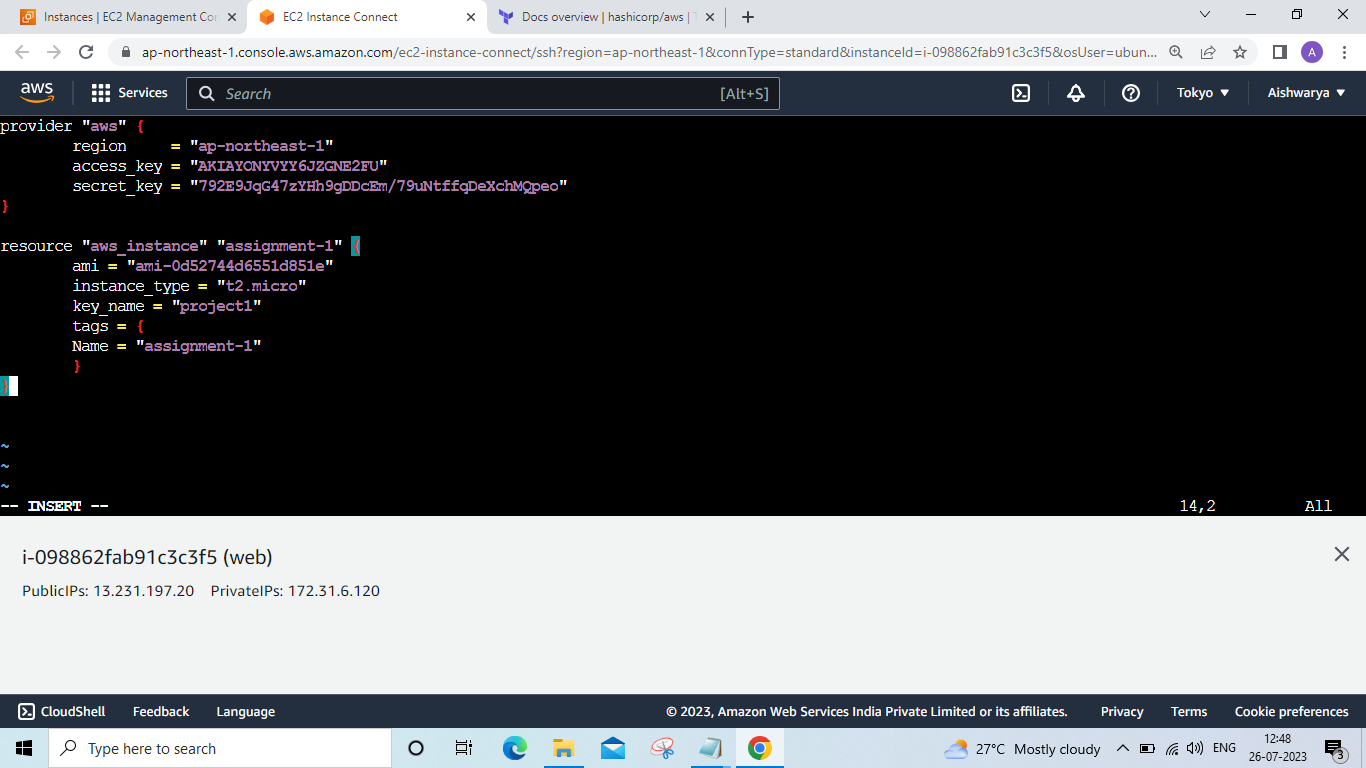 Instances | EC2 Management Con
EC2 Instance Connect
Docs overview | hashicorp/aws | T
ap-northeast-1.console.aws.amazon.com/ec2-instance-connect/ssh?region=ap-northeast-1&connType=standard&instanceId=i-098862fab91c3c3f5&osUser=ubun...
A
aws
Services
Search
[Alt+S]
Tokyo
Aishwarya
provider "aws" {
region = "ap-northeast-1"
access_key = "AKIAYONYVYY6JZGNE2FU"
secret_key = "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"
}
resource "aws_instance" "assignment-1" {
ami = "ami-0d52744d6551d851e"
instance_type = "t2.micro"
key_name = "project1"
tags = {
Name = "assignment-1"
}
}
~
~
~
-- INSERT -- 14,2 All
i-098862fab91c3c3f5 (web)
PublicIPs: 13.231.197.20 PrivateIPs: 172.31.6.120
CloudShell Feedback Language © 2023, Amazon Web Services India Private Limited or its affiliates. Privacy Terms Cookie preferences
Type here to search
27°C Mostly cloudy
ENG
12:48
26-07-2023
3